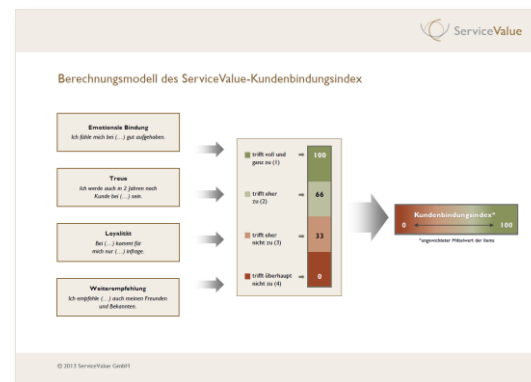 ServiceValue
Berechnungsmodell des ServiceValue-Kundenbindungsindex
Emotionale Bindung
Ich fühle mich bei (...) gut aufgehoben.
Treue
Ich werde auch in 2 Jahren noch
Kunde bei (...) sein.
Loyalität
Bei (...) kommt für
mich nur (...) infrage.
Weiterempfehlung
Ich empfehle (...) auch meinen Freunden
und Bekannten.
trifft voll und
ganz zu (1)
100
trifft eher
zu (2)
66
trifft eher
nicht zu (3)
33
trifft überhaupt
nicht zu (4)
0
Kundenbindungsindex*
0 100
*ungewichteter Mittelwert der Items
© 2013 ServiceValue GmbH